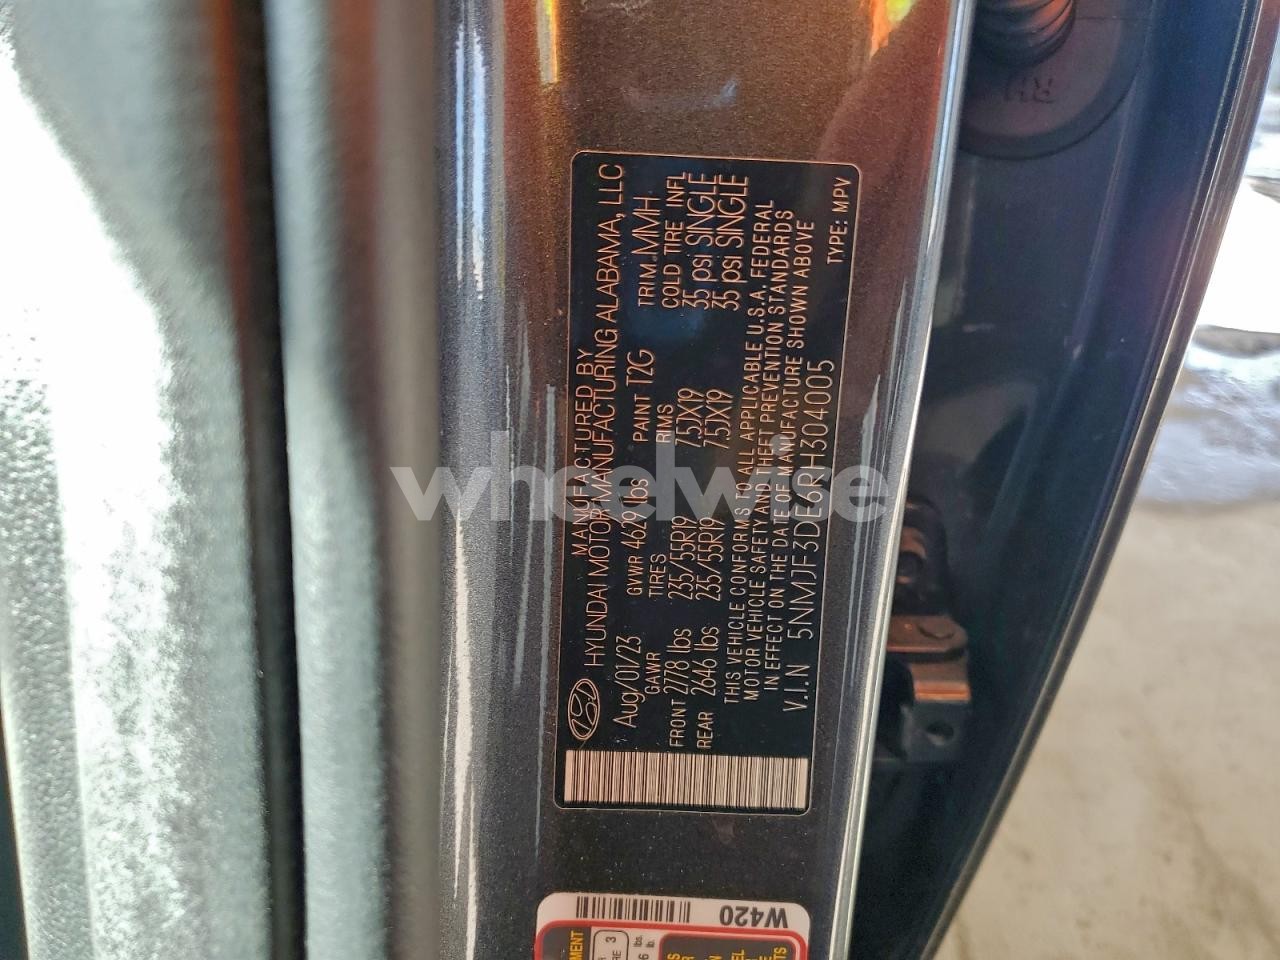 MANUFACTURED BY
HYUNDAI MOTOR MANUFACTURING ALABAMA, LLC
Aug/01/23 GVWR 4629 lbs PAINT T2G TRIM MMH
GAWR TIRES RIMS COLD TIRE INFL
FRONT 2778 lbs 235/55R19 7.5X19 35 psi SINGLE
REAR 2646 lbs 235/55R19 7.5X19 35 psi SINGLE
THIS VEHICLE CONFORMS TO ALL APPLICABLE U.S.A. FEDERAL
MOTOR VEHICLE SAFETY AND THEFT PREVENTION STANDARDS
IN EFFECT ON THE DATE OF MANUFACTURE SHOWN ABOVE
V.I.N 5NMJF3DE6RH304005 TYPE: MPV
wheelwise
W420
RH